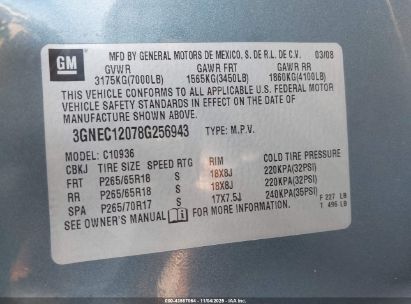 GM
MFD BY GENERAL MOTORS DE MEXICO, S. DE R.L. DE C.V. 03/08
GVWR GAWR FRT GAWR RR
3175KG(7000LB) 1565KG(3450LB) 1860KG(4100LB)
THIS VEHICLE CONFORMS TO ALL APPLICABLE U.S. FEDERAL MOTOR
VEHICLE SAFETY STANDARDS IN EFFECT ON THE DATE OF
MANUFACTURE SHOWN ABOVE.
3GNEC12078G256943 TYPE: M.P.V.
MODEL: C10936
CBKJ TIRE SIZE SPEED RTG RIM COLD TIRE PRESSURE
FRT P265/65R18 S 18X8J 220KPA(32PSI)
RR P265/65R18 S 18X8J 220KPA(32PSI)
SPA P265/70R17 S 17X7.5J 240KPA(35PSI)
SEE OWNER'S MANUAL FOR MORE INFORMATION. F 227 LB
T 496 LB